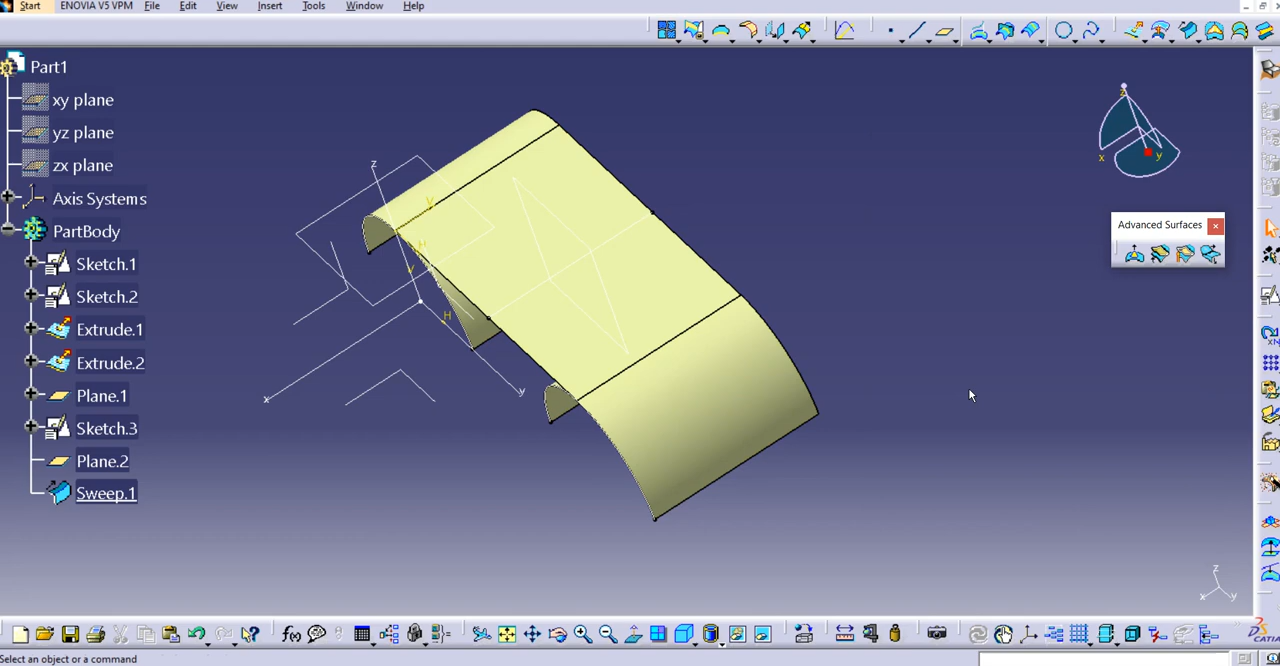 Start ENOVIA V5 VPM File Edit View Insert Tools Window Help
Part1
xy plane
yz plane
zx plane
Axis Systems
PartBody
Sketch.1
Sketch.2
Extrude.1
Extrude.2
Plane.1
Sketch.3
Plane.2
Sweep.1
z
V
H
V
H
x
y
z
x
y
Advanced Surfaces
xN
z
x y
f(x)
CATIA
Select an object or a command